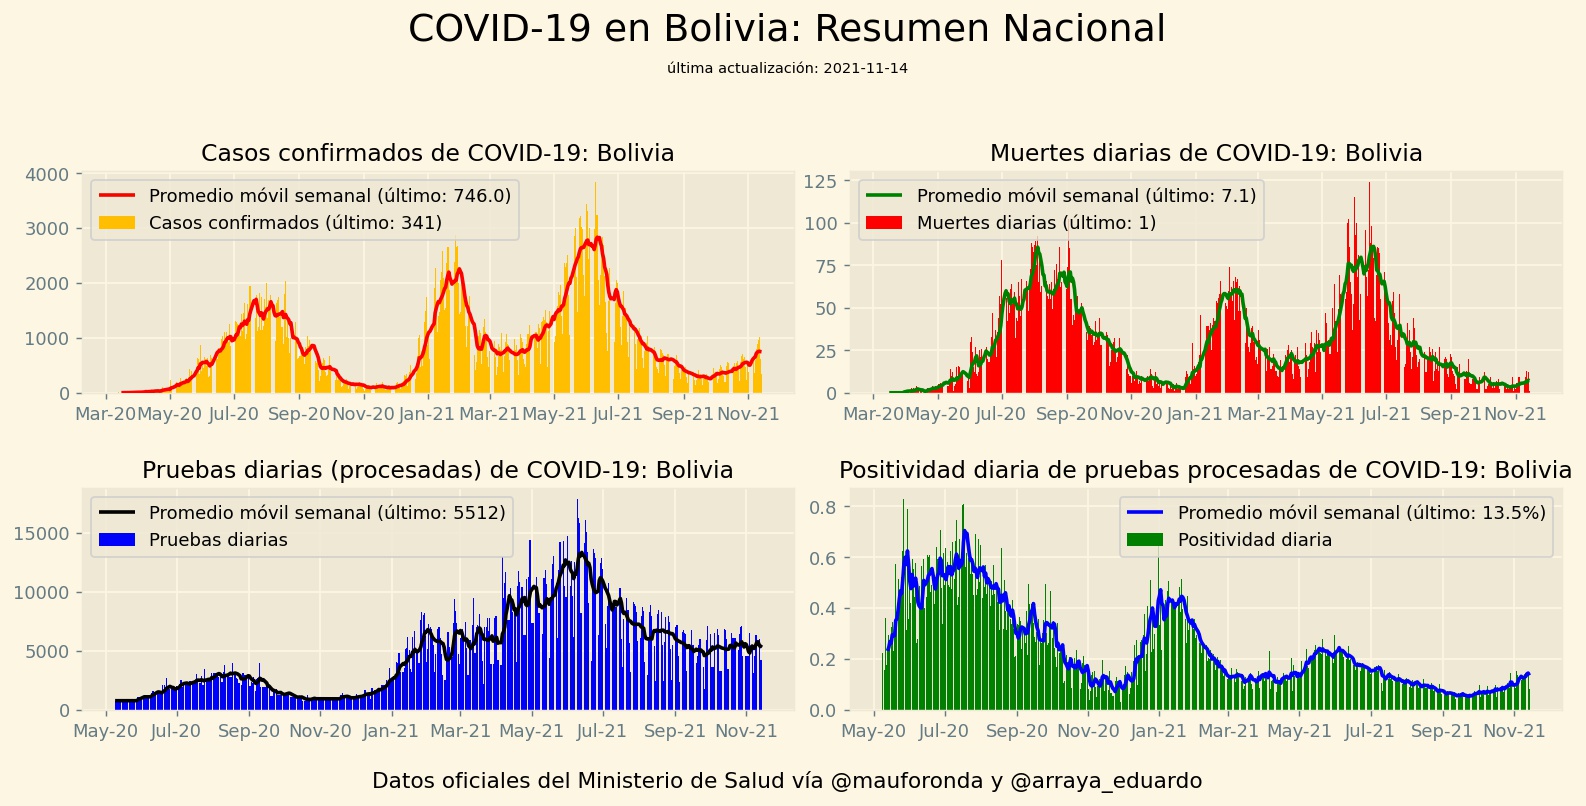 COVID-19 en Bolivia: Resumen Nacional
última actualización: 2021-11-14
Casos confirmados de COVID-19: Bolivia
4000
3000
2000
1000
0
Promedio móvil semanal (último: 746.0)
Casos confirmados (último: 341)
Mar-20 May-20 Jul-20 Sep-20 Nov-20 Jan-21 Mar-21 May-21 Jul-21 Sep-21 Nov-21
Muertes diarias de COVID-19: Bolivia
125
100
75
50
25
0
Promedio móvil semanal (último: 7.1)
Muertes diarias (último: 1)
Mar-20 May-20 Jul-20 Sep-20 Nov-20 Jan-21 Mar-21 May-21 Jul-21 Sep-21 Nov-21
Pruebas diarias (procesadas) de COVID-19: Bolivia
15000
10000
5000
0
Promedio móvil semanal (último: 5512)
Pruebas diarias
May-20 Jul-20 Sep-20 Nov-20 Jan-21 Mar-21 May-21 Jul-21 Sep-21 Nov-21
Positividad diaria de pruebas procesadas de COVID-19: Bolivia
0.8
0.6
0.4
0.2
0.0
Promedio móvil semanal (último: 13.5%)
Positividad diaria
May-20 Jul-20 Sep-20 Nov-20 Jan-21 Mar-21 May-21 Jul-21 Sep-21 Nov-21
Datos oficiales del Ministerio de Salud vía @mauforonda y @arraya_eduardo